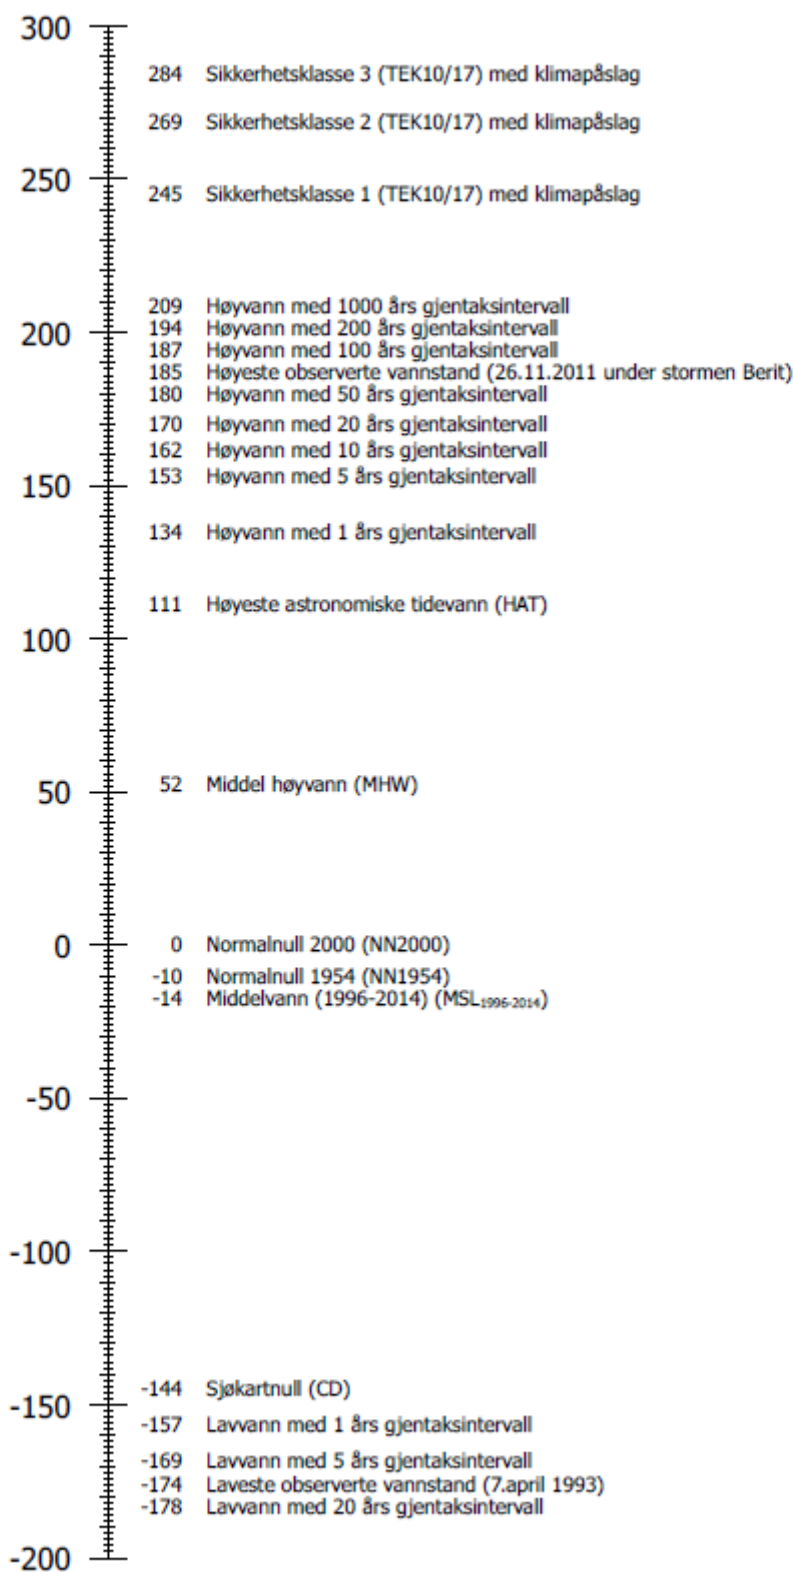 300
284 Sikkerhetsklasse 3 (TEK10/17) med klimapåslag
269 Sikkerhetsklasse 2 (TEK10/17) med klimapåslag
250
245 Sikkerhetsklasse 1 (TEK10/17) med klimapåslag
209 Høyvann med 1000 års gjentaksintervall
200
194 Høyvann med 200 års gjentaksintervall
187 Høyvann med 100 års gjentaksintervall
185 Høyeste observerte vannstand (26.11.2011 under stormen Berit)
180 Høyvann med 50 års gjentaksintervall
170 Høyvann med 20 års gjentaksintervall
162 Høyvann med 10 års gjentaksintervall
153 Høyvann med 5 års gjentaksintervall
150
134 Høyvann med 1 års gjentaksintervall
111 Høyeste astronomiske tidevann (HAT)
100
52 Middel høyvann (MHW)
50
0
0 Normalnull 2000 (NN2000)
-10 Normalnull 1954 (NN1954)
-14 Middelvann (1996-2014) (MSL1996-2014)
-50
-100
-144 Sjøkartnull (CD)
-150
-157 Lavvann med 1 års gjentaksintervall
-169 Lavvann med 5 års gjentaksintervall
-174 Laveste observerte vannstand (7.april 1993)
-178 Lavvann med 20 års gjentaksintervall
-200